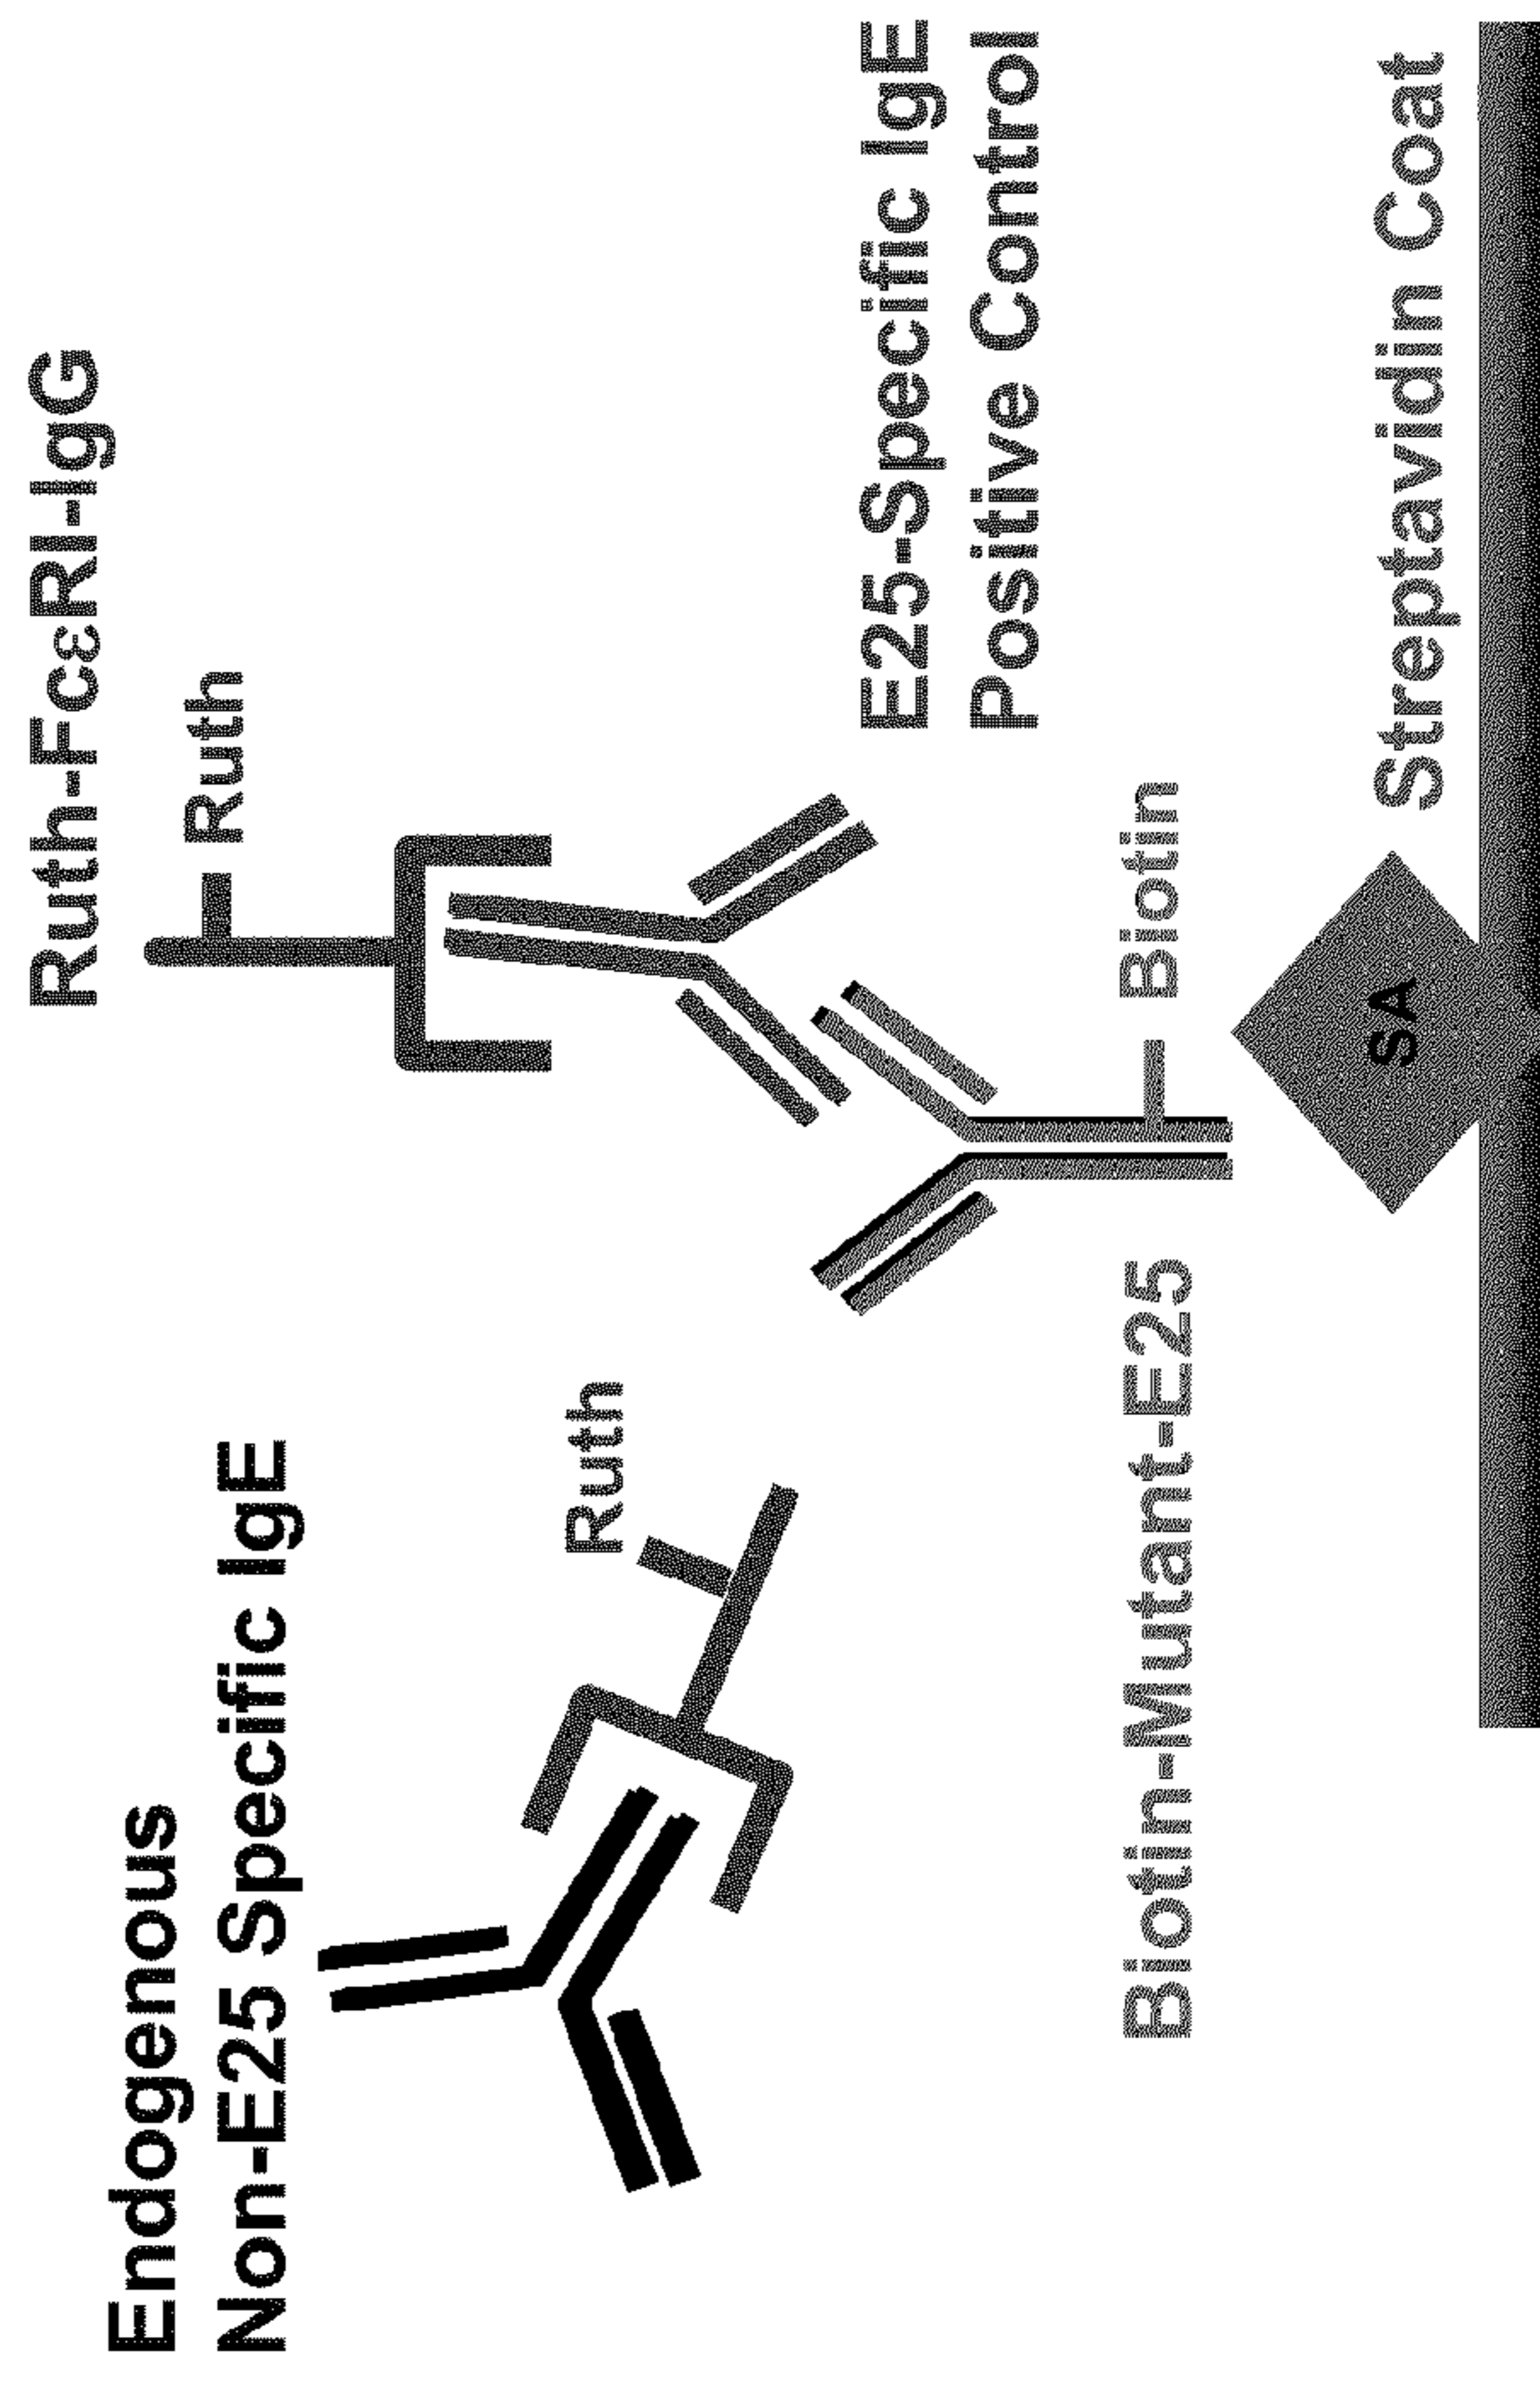 Ruth-FcεRI-IgG
Endogenous
Non-E25 Specific IgE
Ruth
Ruth
E25-Specific IgE
Positive Control
Biotin
Biotin-Mutant-E25
SA
Streptavidin Coat